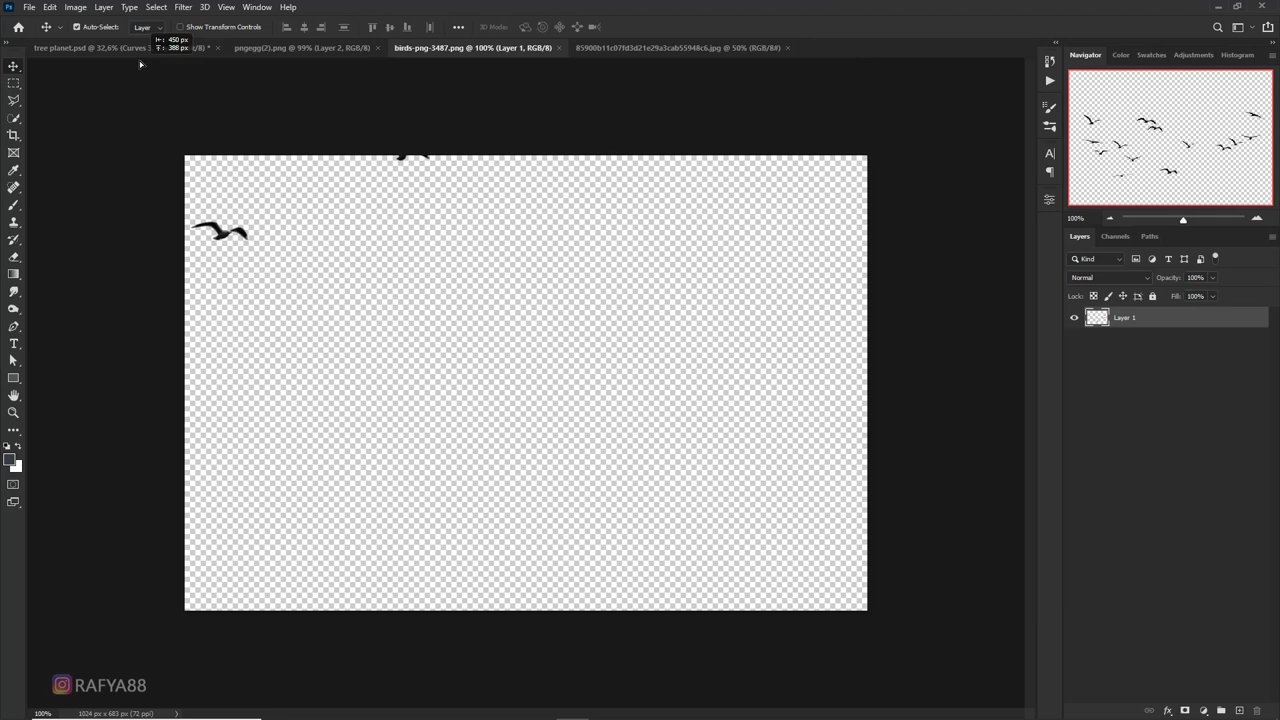 File Edit Image Layer Type Select Filter 3D View Window Help
Auto-Select: Layer Show Transform Controls 3D Mode:
450 px
388 px
tree planet.psd @ 32,6% (Curves 3 /8) * × pngegg(2).png @ 99% (Layer 2, RGB/8) × birds-png-3487.png @ 100% (Layer 1, RGB/8) × 85900b11c07fd3d21e29a3cab55948c6.jpg @ 50% (RGB/8#) ×
Navigator Color Swatches Adjustments Histogram
100%
Layers Channels Paths
Kind
Normal Opacity: 100%
Lock: Fill: 100%
Layer 1
RAFYA88
100% 1024 px x 683 px (72 ppi)